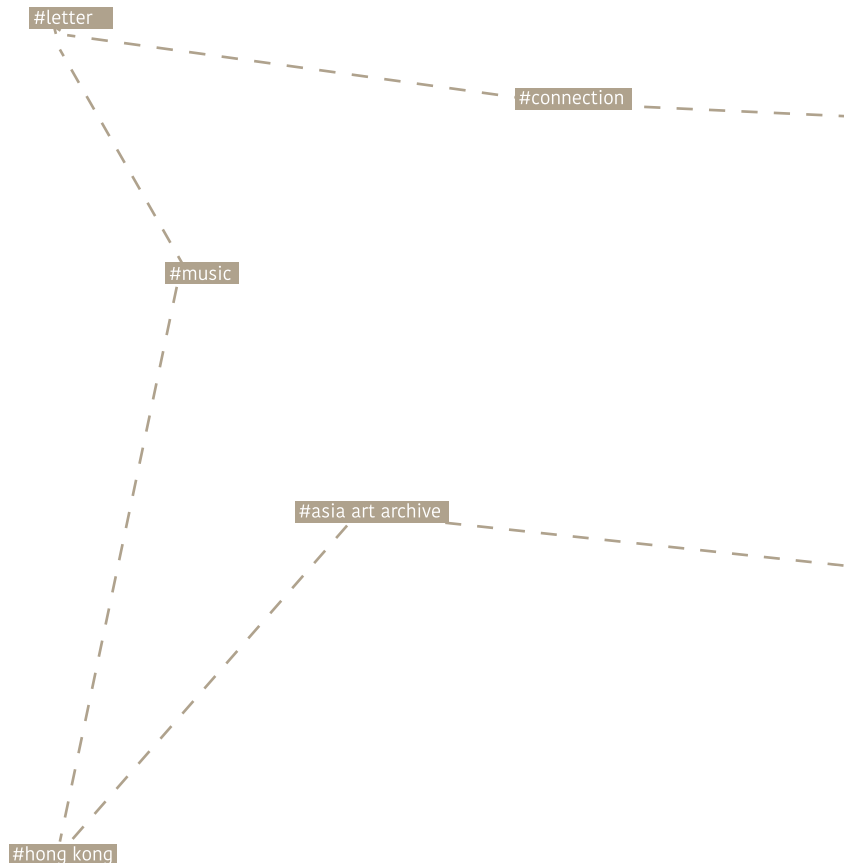 #letter
#connection
#music
#asia art archive
#hong kong